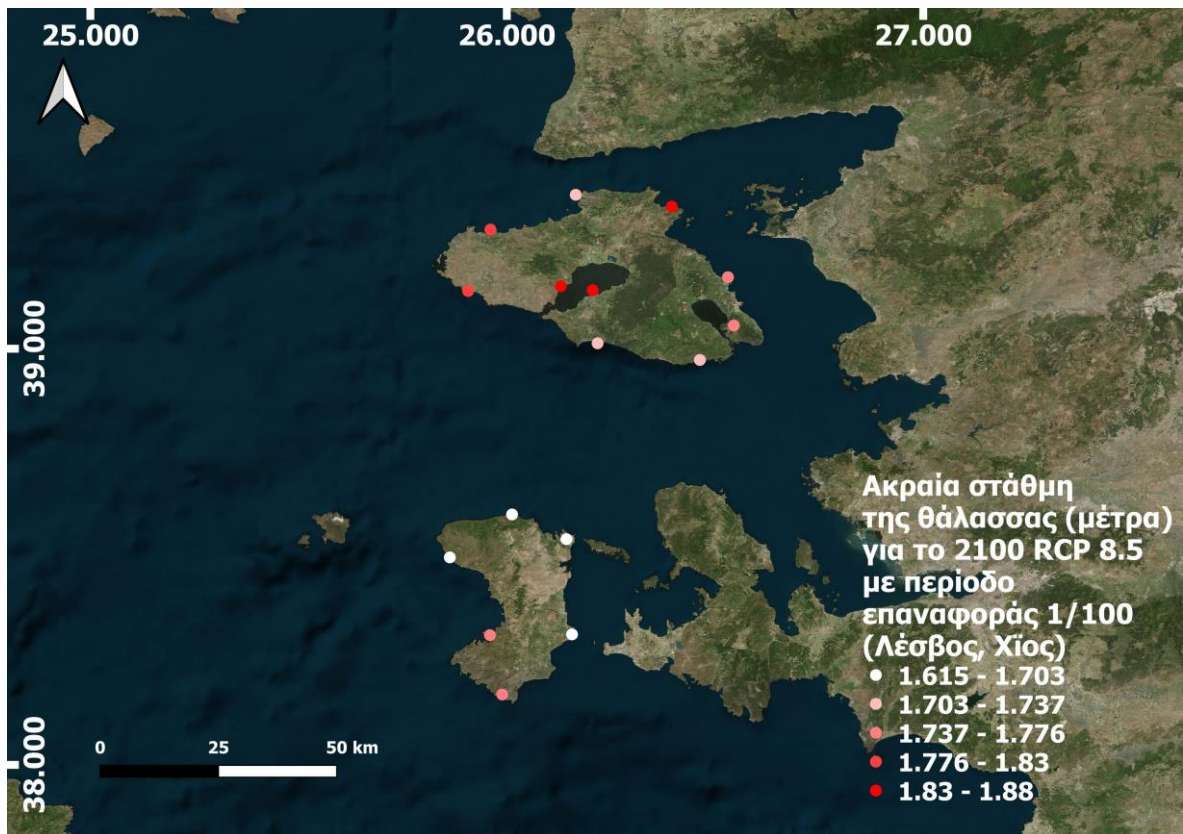 25.000
26.000
27.000
39.000
38.000
Ακραία στάθμη
της θάλασσας (μέτρα)
για το 2100 RCP 8.5
με περίοδο
επαναφοράς 1/100
(Λέσβος, Χΐος)
1.615 - 1.703
1.703 - 1.737
1.737 - 1.776
1.776 - 1.83
1.83 - 1.88
0 25 50 km